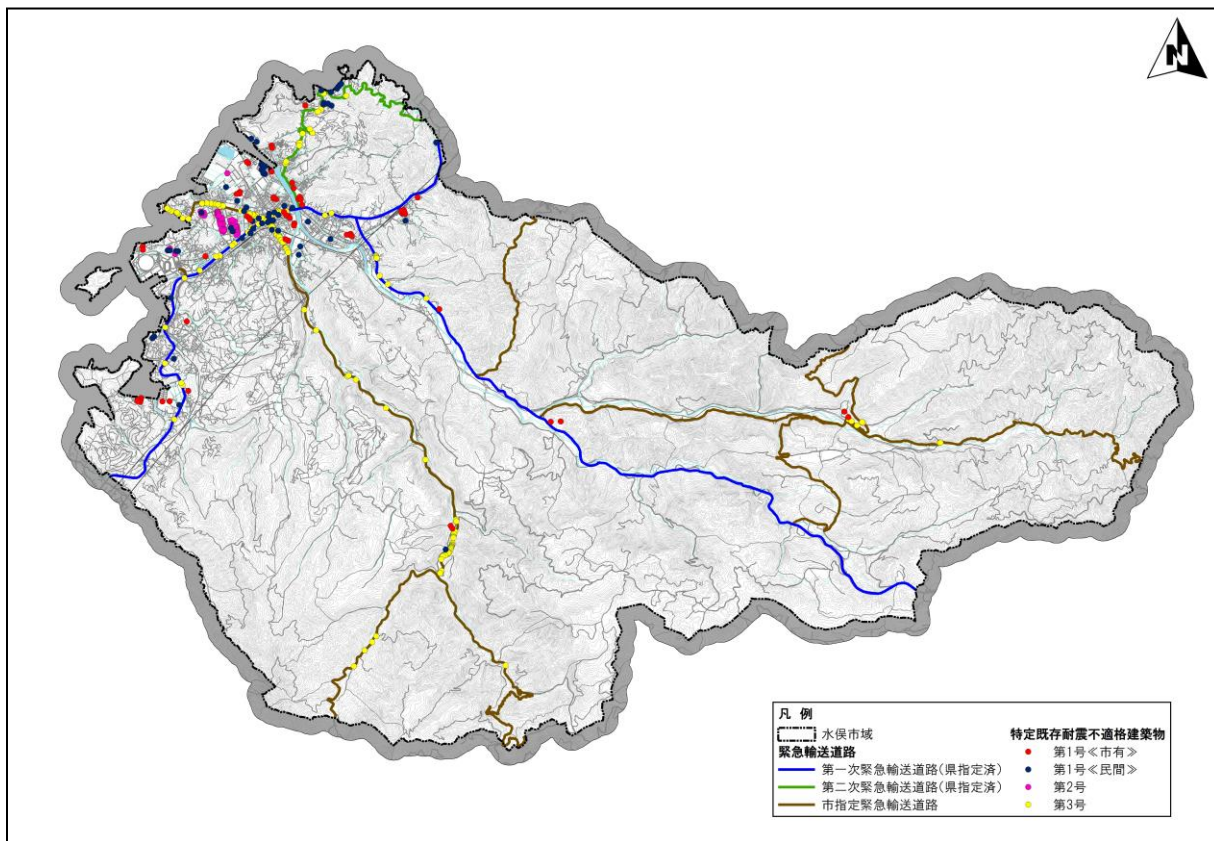 N
凡 例
水俣市域
緊急輸送道路
第一次緊急輸送道路(県指定済)
第二次緊急輸送道路(県指定済)
市指定緊急輸送道路
特定既存耐震不適格建築物
第1号≪市有≫
第1号≪民間≫
第2号
第3号